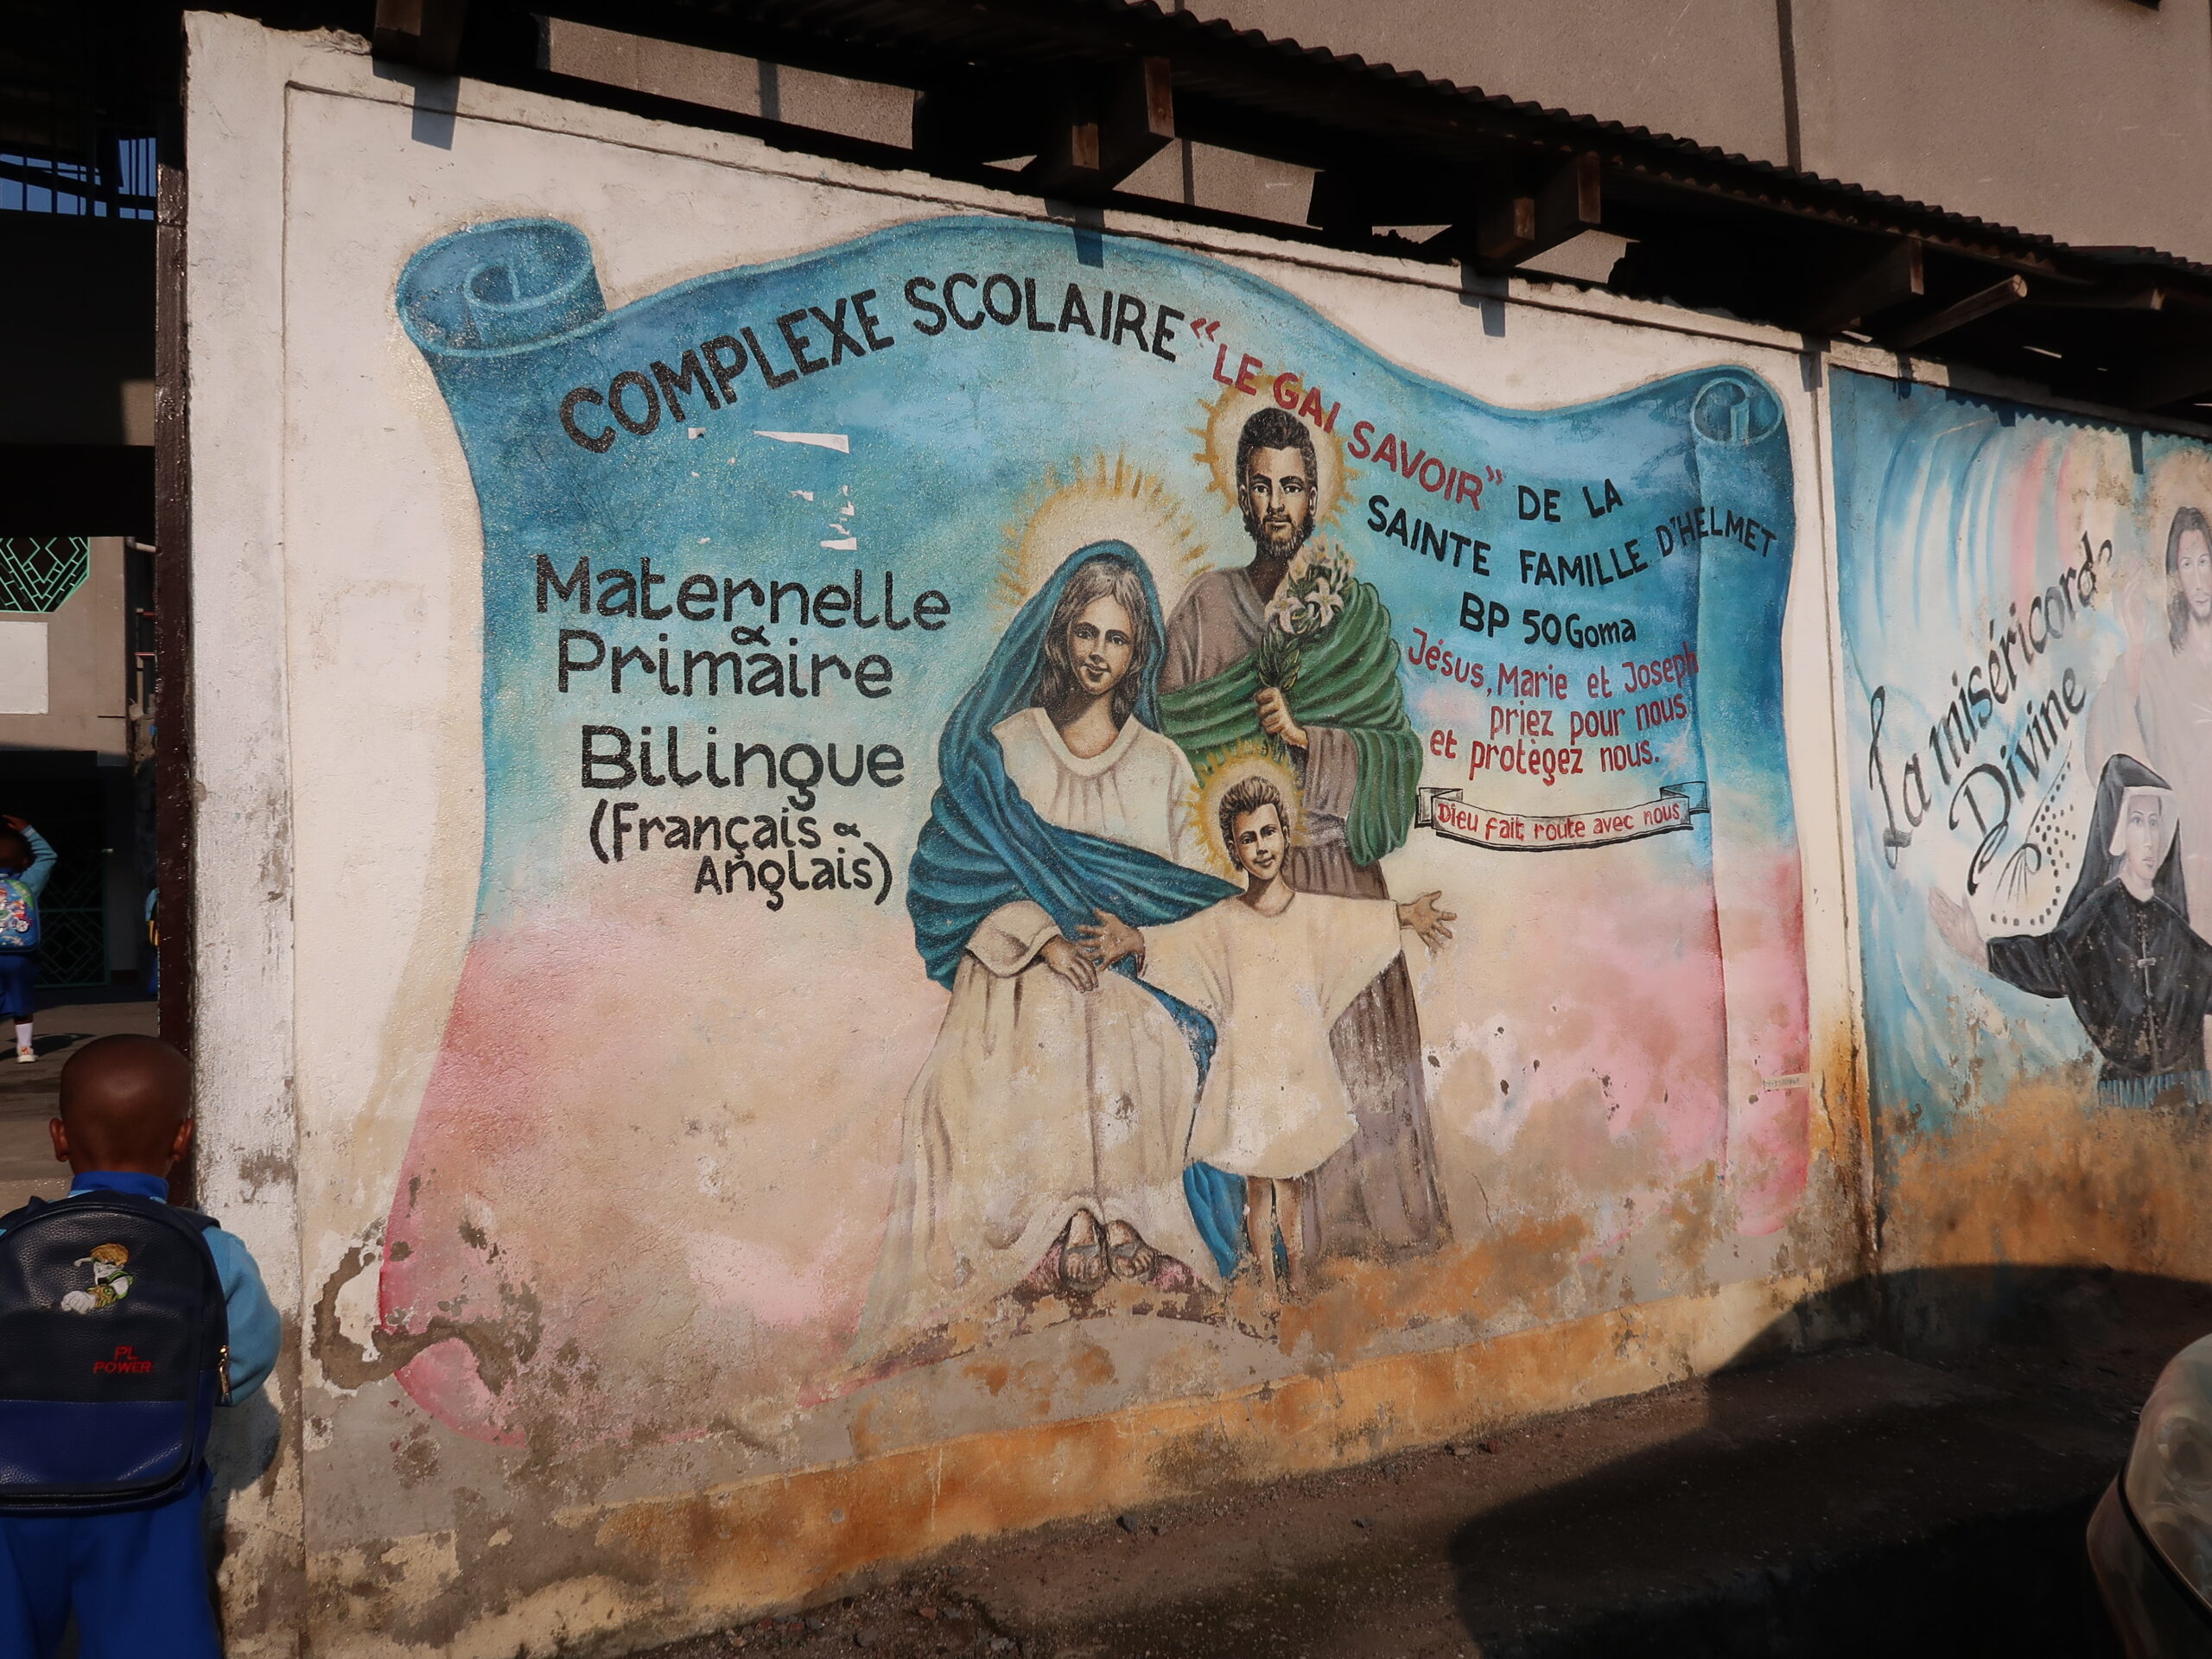 COMPLEXE SCOLAIRE "LE GAI SAVOIR" DE LA
SAINTE FAMILLE D'HELMET
BP 50 Goma
Maternelle
&
Primaire
Bilingue
(Français &
Anglais)
Jésus, Marie et Joseph
priez pour nous
et protègez nous.
Dieu fait route avec nous
La miséricorde
Divine
PL
POWER